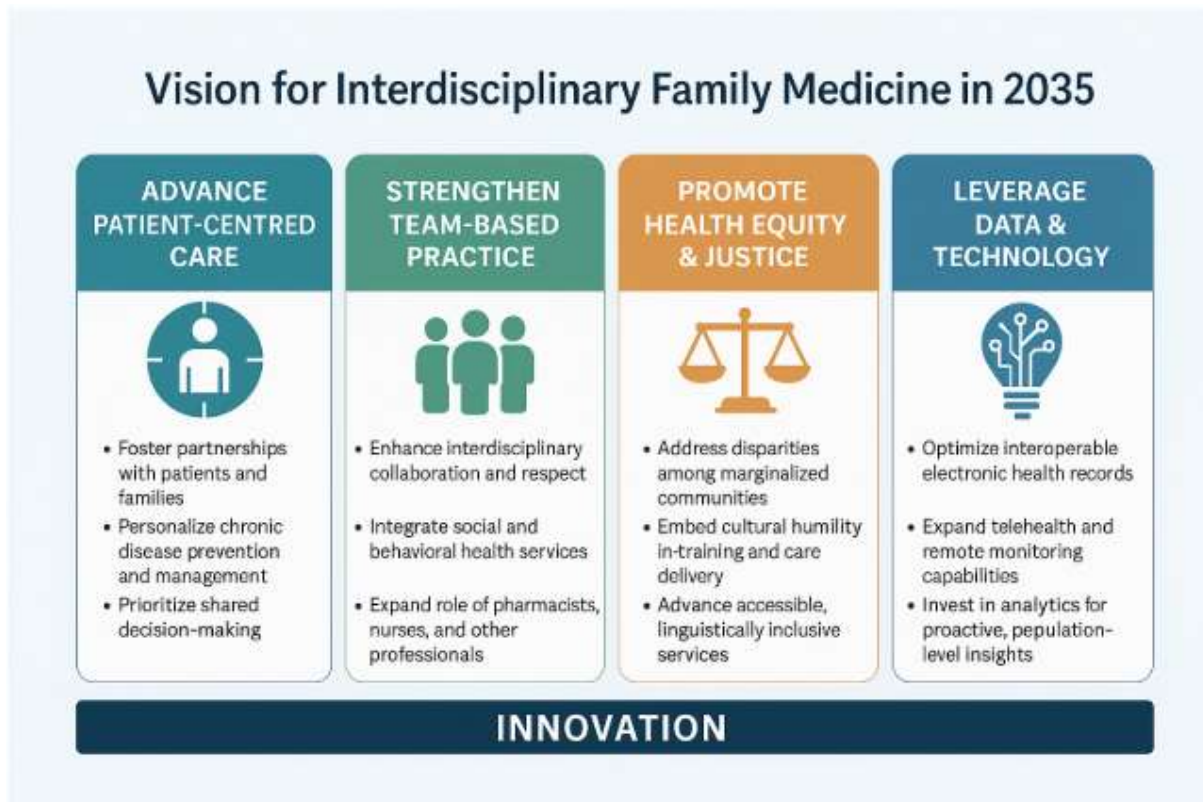 Vision for Interdisciplinary Family Medicine in 2035
ADVANCE
PATIENT-CENTRED
CARE
• Foster partnerships
with patients and
families
• Personalize chronic
disease prevention
and management
• Prioritize shared
decision-making
STRENGTHEN
TEAM-BASED
PRACTICE
• Enhance interdisciplinary
collaboration and respect
• Integrate social and
behavioral health services
• Expand role of pharmacists,
nurses, and other
professionals
PROMOTE
HEALTH EQUITY
& JUSTICE
• Address disparities
among marginalized
communities
• Embed cultural humility
in-training and care
delivery
• Advance accessible,
linguistically inclusive
services
LEVERAGE
DATA &
TECHNOLOGY
• Optimize interoperable
electronic health records
• Expand telehealth and
remote monitoring
capabilities
• Invest in analytics for
proactive, pepulation-
level insights
INNOVATION